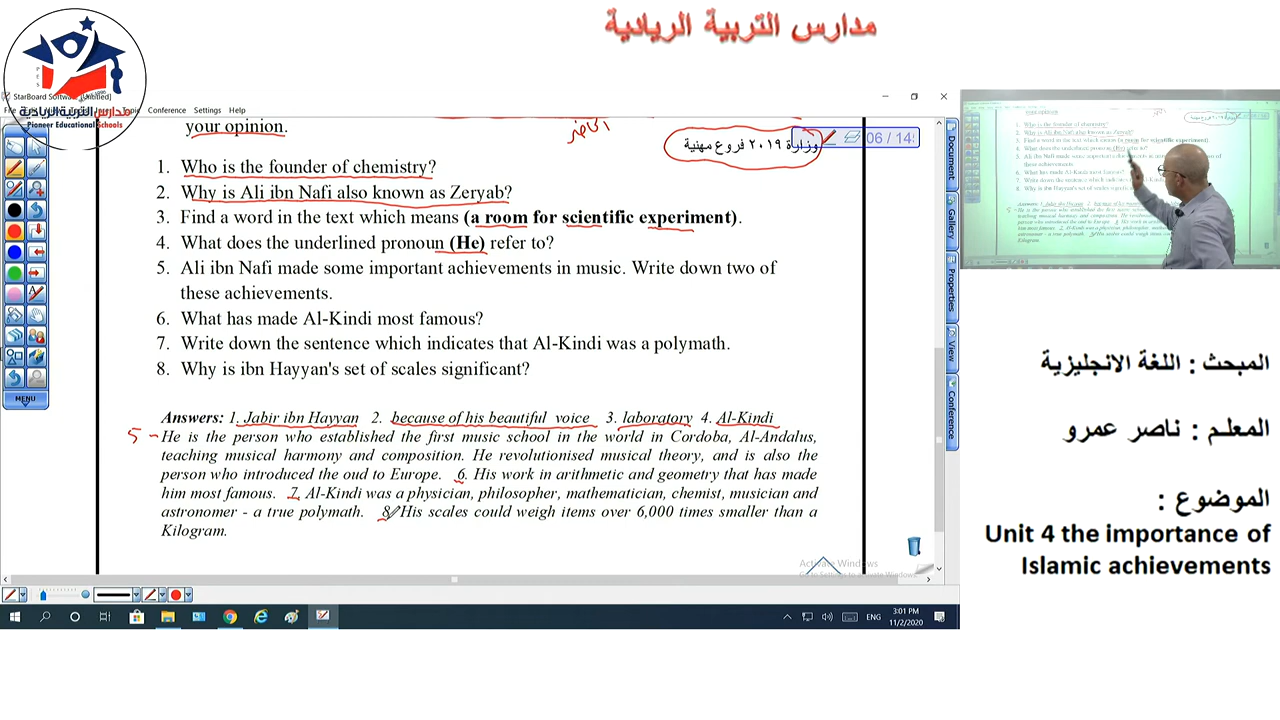 مدارس التربية الريادية
مدارس التربية الريادية
Pioneer Educational Schools
StarBoard Software
Conference Settings Help
your opinion.
وزارة ٢٠١٩ فروع مهنية
06 / 14
1. Who is the founder of chemistry?
2. Why is Ali ibn Nafi also known as Zeryab?
3. Find a word in the text which means (a room for scientific experiment).
4. What does the underlined pronoun (He) refer to?
5. Ali ibn Nafi made some important achievements in music. Write down two of
these achievements.
6. What has made Al-Kindi most famous?
7. Write down the sentence which indicates that Al-Kindi was a polymath.
8. Why is ibn Hayyan's set of scales significant?
Answers: 1. Jabir ibn Hayyan 2. because of his beautiful voice 3. laboratory 4. Al-Kindi
5 - He is the person who established the first music school in the world in Cordoba, Al-Andalus,
teaching musical harmony and composition. He revolutionised musical theory, and is also the
person who introduced the oud to Europe. 6. His work in arithmetic and geometry that has made
him most famous. 7. Al-Kindi was a physician, philosopher, mathematician, chemist, musician and
astronomer - a true polymath. 8. His scales could weigh items over 6,000 times smaller than a
Kilogram.
MENU
Gallery
Properties
View
Conference
Activate Windows
Go to Settings to activate Windows.
ENG
3:01 PM
11/2/2020
المبحث : اللغة الانجليزية
المعلم : ناصر عمرو
الموضوع :
Unit 4 the importance of
Islamic achievements